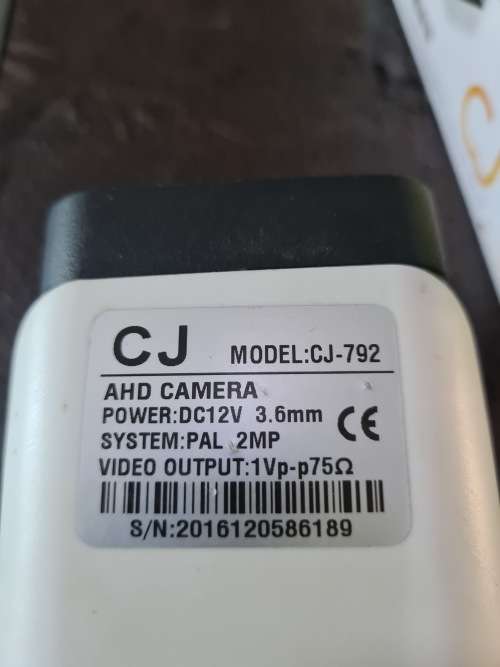 CJ MODEL:CJ-792
AHD CAMERA
POWER:DC12V 3.6mm CE
SYSTEM:PAL 2MP
VIDEO OUTPUT:1Vp-p75Ω
S/N:2016120586189